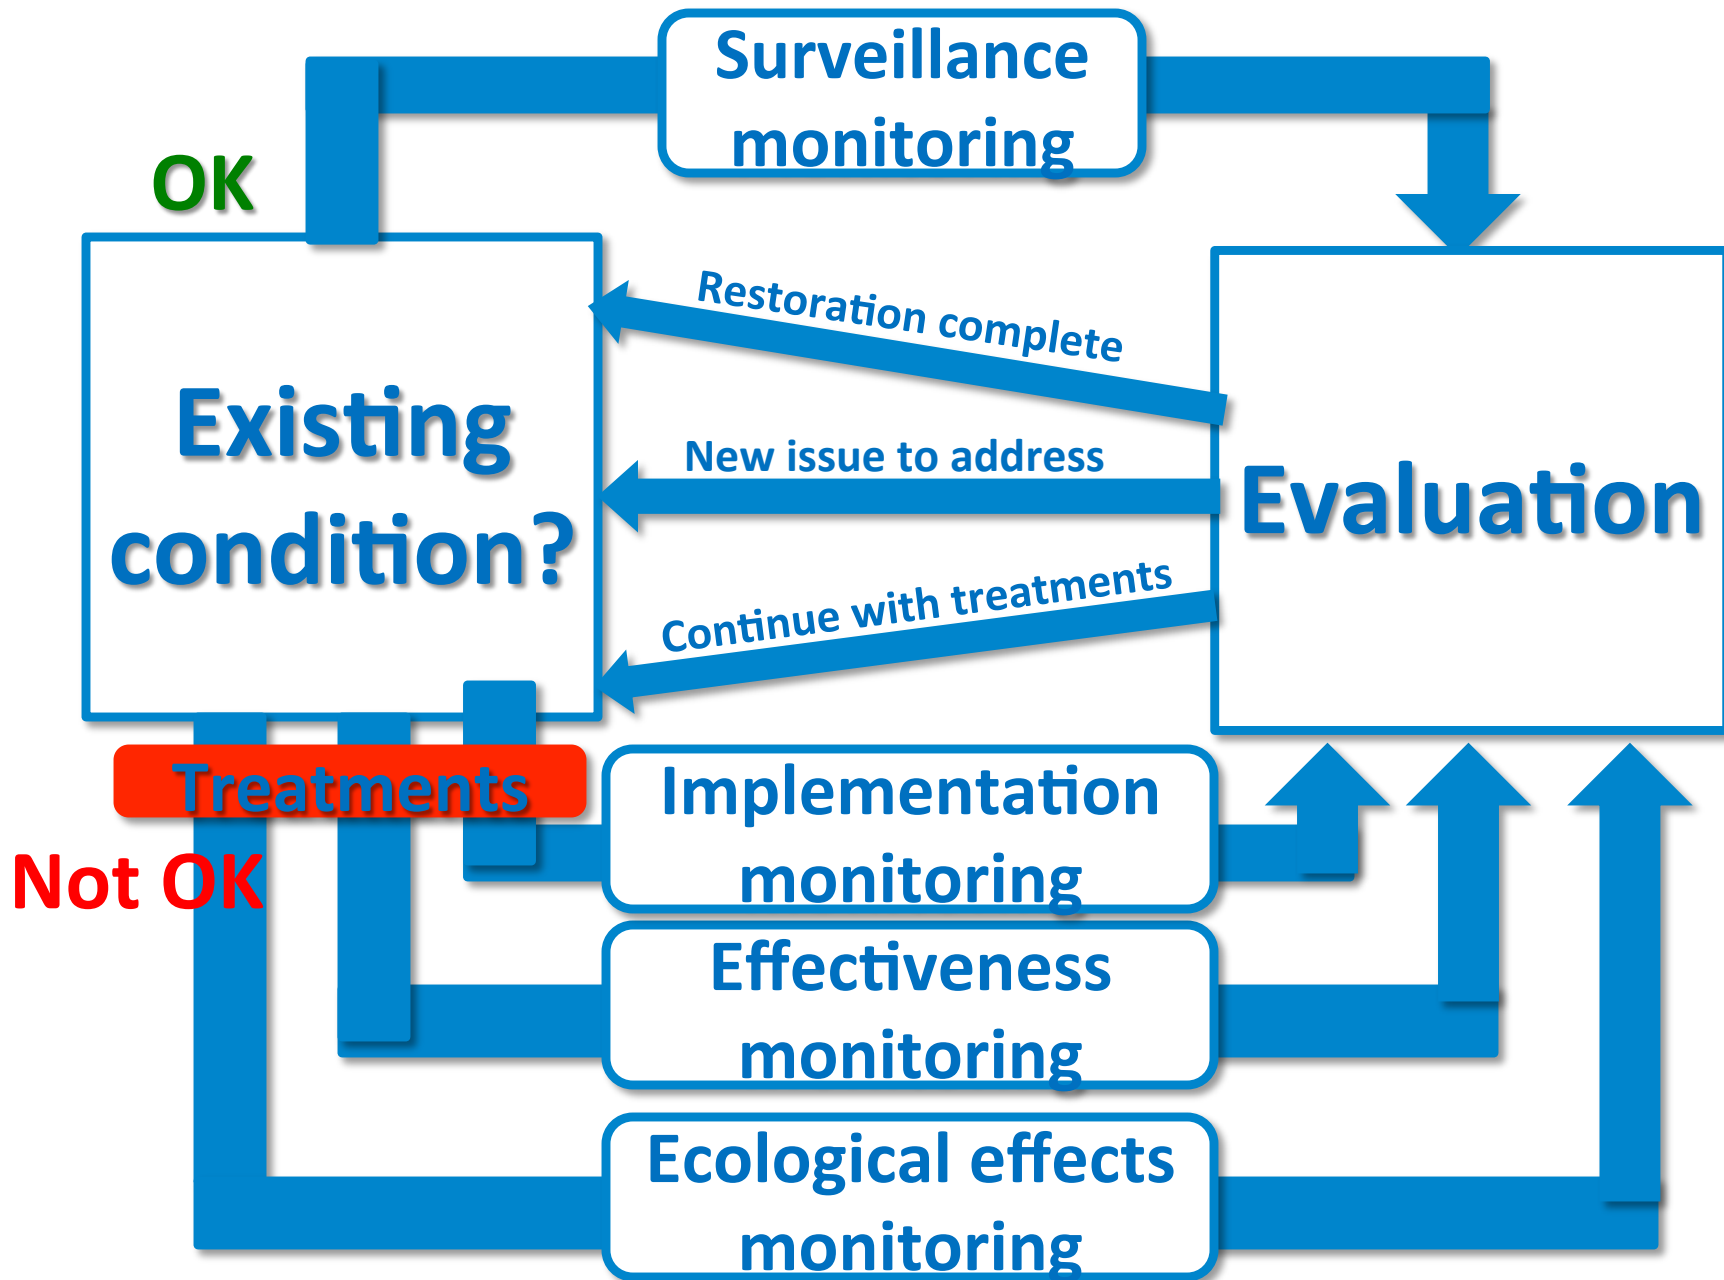 Surveillance
monitoring
OK
Restoration complete
Existing
condition?
New issue to address
Evaluation
Continue with treatments
Treatments
Not OK
Implementation
monitoring
Effectiveness
monitoring
Ecological effects
monitoring